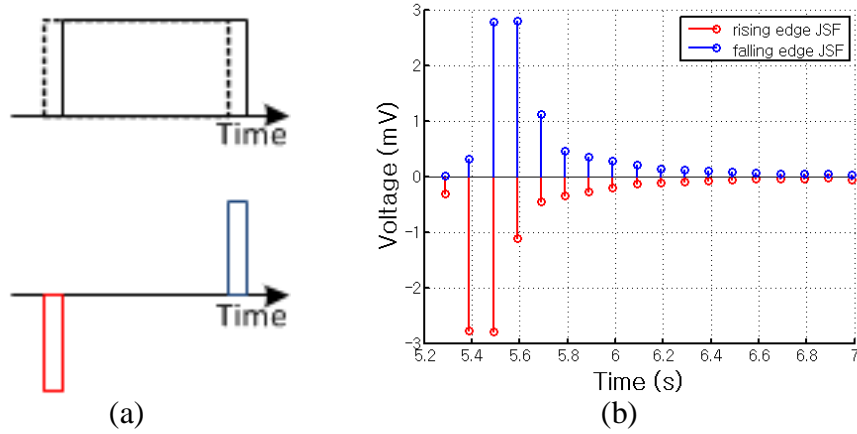 Time
Time
(a)
rising edge JSF
falling edge JSF
Voltage (mV)
3
2
1
0
-1
-2
-3
5.2 5.4 5.6 5.8 6 6.2 6.4 6.6 6.8 7
Time (s)
(b)